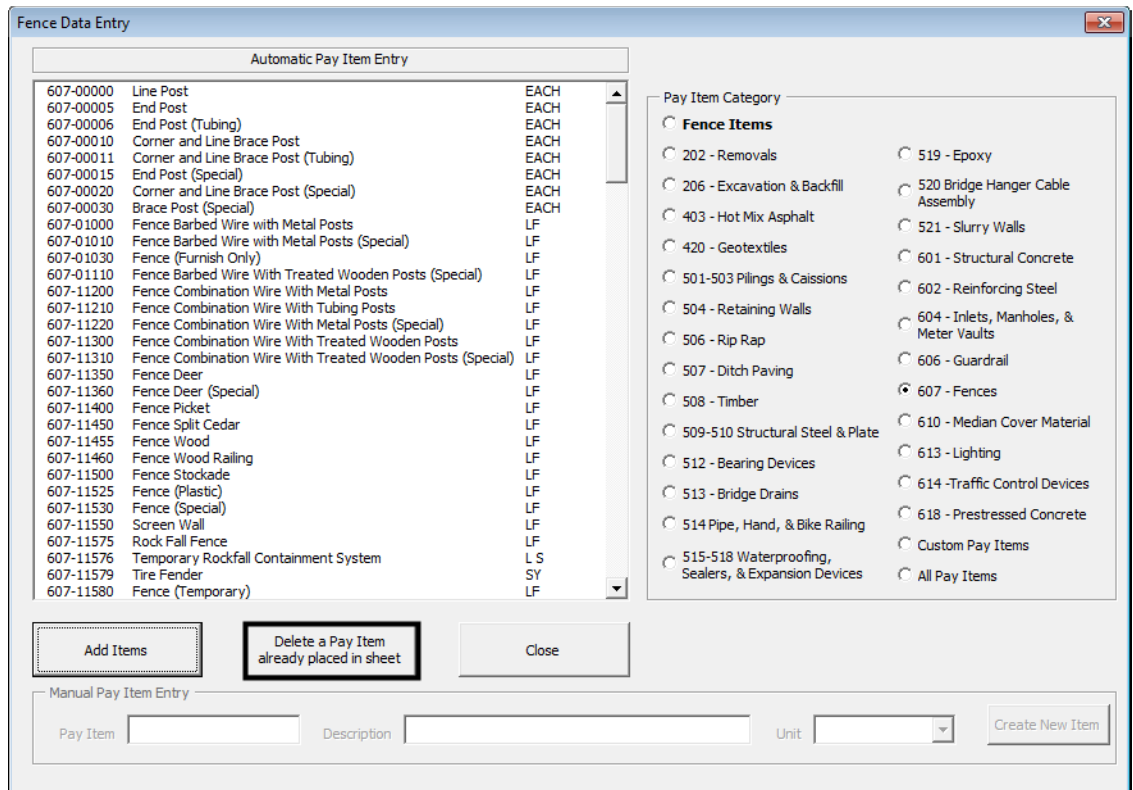 Fence Data Entry
Automatic Pay Item Entry
607-00000 Line Post EACH
607-00005 End Post EACH
607-00006 End Post (Tubing) EACH
607-00010 Corner and Line Brace Post EACH
607-00011 Corner and Line Brace Post (Tubing) EACH
607-00015 End Post (Special) EACH
607-00020 Corner and Line Brace Post (Special) EACH
607-00030 Brace Post (Special) EACH
607-01000 Fence Barbed Wire with Metal Posts LF
607-01010 Fence Barbed Wire with Metal Posts (Special) LF
607-01030 Fence (Furnish Only) LF
607-01110 Fence Barbed Wire With Treated Wooden Posts (Special) LF
607-11200 Fence Combination Wire With Metal Posts LF
607-11210 Fence Combination Wire With Tubing Posts LF
607-11220 Fence Combination Wire With Metal Posts (Special) LF
607-11300 Fence Combination Wire With Treated Wooden Posts LF
607-11310 Fence Combination Wire With Treated Wooden Posts (Special) LF
607-11350 Fence Deer LF
607-11360 Fence Deer (Special) LF
607-11400 Fence Picket LF
607-11450 Fence Split Cedar LF
607-11455 Fence Wood LF
607-11460 Fence Wood Railing LF
607-11500 Fence Stockade LF
607-11525 Fence (Plastic) LF
607-11530 Fence (Special) LF
607-11550 Screen Wall LF
607-11575 Rock Fall Fence LF
607-11576 Temporary Rockfall Containment System L S
607-11579 Tire Fender SY
607-11580 Fence (Temporary) LF
Pay Item Category
Fence Items
202 - Removals
206 - Excavation & Backfill
403 - Hot Mix Asphalt
420 - Geotextiles
501-503 Pilings & Caissions
504 - Retaining Walls
506 - Rip Rap
507 - Ditch Paving
508 - Timber
509-510 Structural Steel & Plate
512 - Bearing Devices
513 - Bridge Drains
514 Pipe, Hand, & Bike Railing
515-518 Waterproofing,
Sealers, & Expansion Devices
519 - Epoxy
520 Bridge Hanger Cable
Assembly
521 - Slurry Walls
601 - Structural Concrete
602 - Reinforcing Steel
604 - Inlets, Manholes, &
Meter Vaults
606 - Guardrail
607 - Fences
610 - Median Cover Material
613 - Lighting
614 -Traffic Control Devices
618 - Prestressed Concrete
Custom Pay Items
All Pay Items
Add Items
Delete a Pay Item
already placed in sheet
Close
Manual Pay Item Entry
Pay Item
Description
Unit
Create New Item